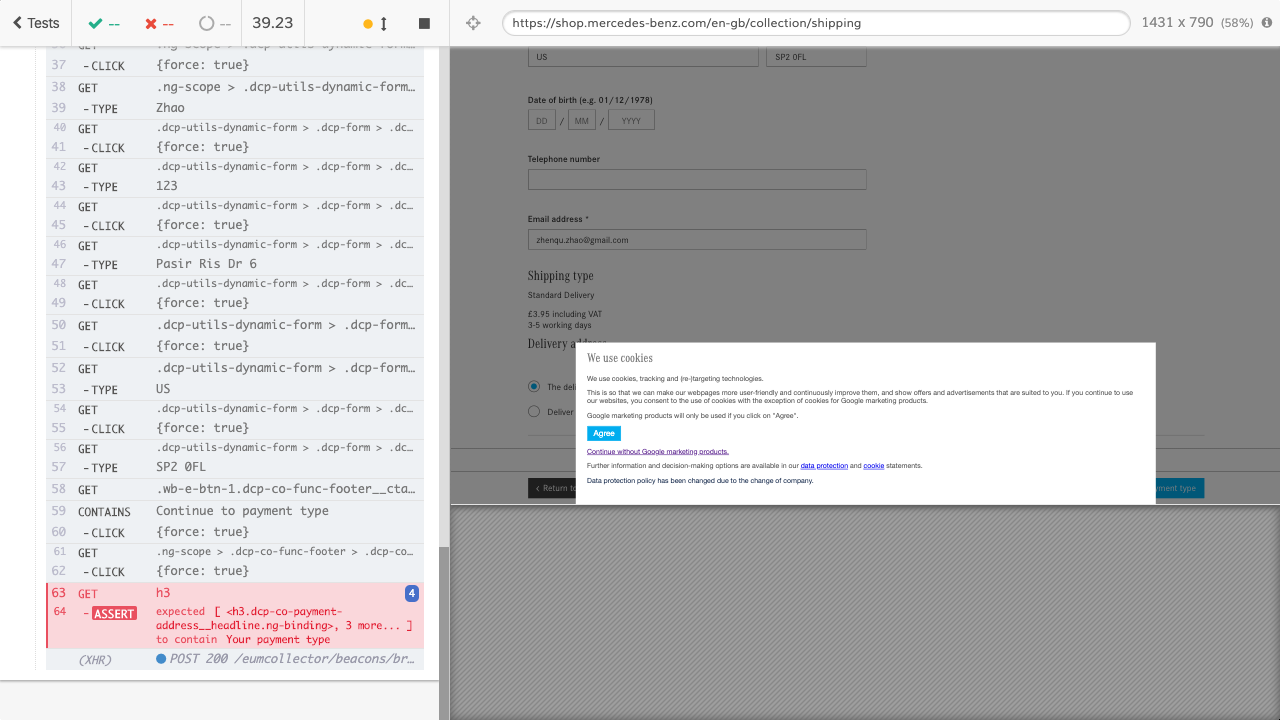 Tests
--
--
--
39.23
https://shop.mercedes-benz.com/en-gb/collection/shipping
1431 x 790 (58%)
36 GET .ng-scope > .dcp-utils-dynamic-form...
37 -CLICK {force: true}
38 GET .ng-scope > .dcp-utils-dynamic-form...
39 -TYPE Zhao
40 GET .dcp-utils-dynamic-form > .dcp-form > .dc...
41 -CLICK {force: true}
42 GET .dcp-utils-dynamic-form > .dcp-form > .dc...
43 -TYPE 123
44 GET .dcp-utils-dynamic-form > .dcp-form > .dc...
45 -CLICK {force: true}
46 GET .dcp-utils-dynamic-form > .dcp-form > .dc...
47 -TYPE Pasir Ris Dr 6
48 GET .dcp-utils-dynamic-form > .dcp-form > .dc...
49 -CLICK {force: true}
50 GET .dcp-utils-dynamic-form > .dcp-form...
51 -CLICK {force: true}
52 GET .dcp-utils-dynamic-form > .dcp-form...
53 -TYPE US
54 GET .dcp-utils-dynamic-form > .dcp-form > .dc...
55 -CLICK {force: true}
56 GET .dcp-utils-dynamic-form > .dcp-form > .dc...
57 -TYPE SP2 0FL
58 GET .wb-e-btn-1.dcp-co-func-footer__cta...
59 CONTAINS Continue to payment type
60 -CLICK {force: true}
61 GET .ng-scope > .dcp-co-func-footer > .dcp-co...
62 -CLICK {force: true}
63 GET h3 4
64 -ASSERT expected [ <h3.dcp-co-payment-
address__headline.ng-binding>, 3 more... ]
to contain Your payment type
(XHR) POST 200 /eumcollector/beacons/br...
US
SP2 0FL
Date of birth (e.g. 01/12/1978)
DD / MM / YYYY
Telephone number
Email address *
zhenqu.zhao@gmail.com
Shipping type
Standard Delivery
£3.95 including VAT
3-5 working days
Delivery address
The deli
Deliver
Return to
yment type
We use cookies
We use cookies, tracking and (re-)targeting technologies.
This is so that we can make our webpages more user-friendly and continuously improve them, and show offers and advertisements that are suited to you. If you continue to use
our websites, you consent to the use of cookies with the exception of cookies for Google marketing products.
Google marketing products will only be used if you click on "Agree".
Agree
Continue without Google marketing products.
Further information and decision-making options are available in our data protection and cookie statements.
Data protection policy has been changed due to the change of company.